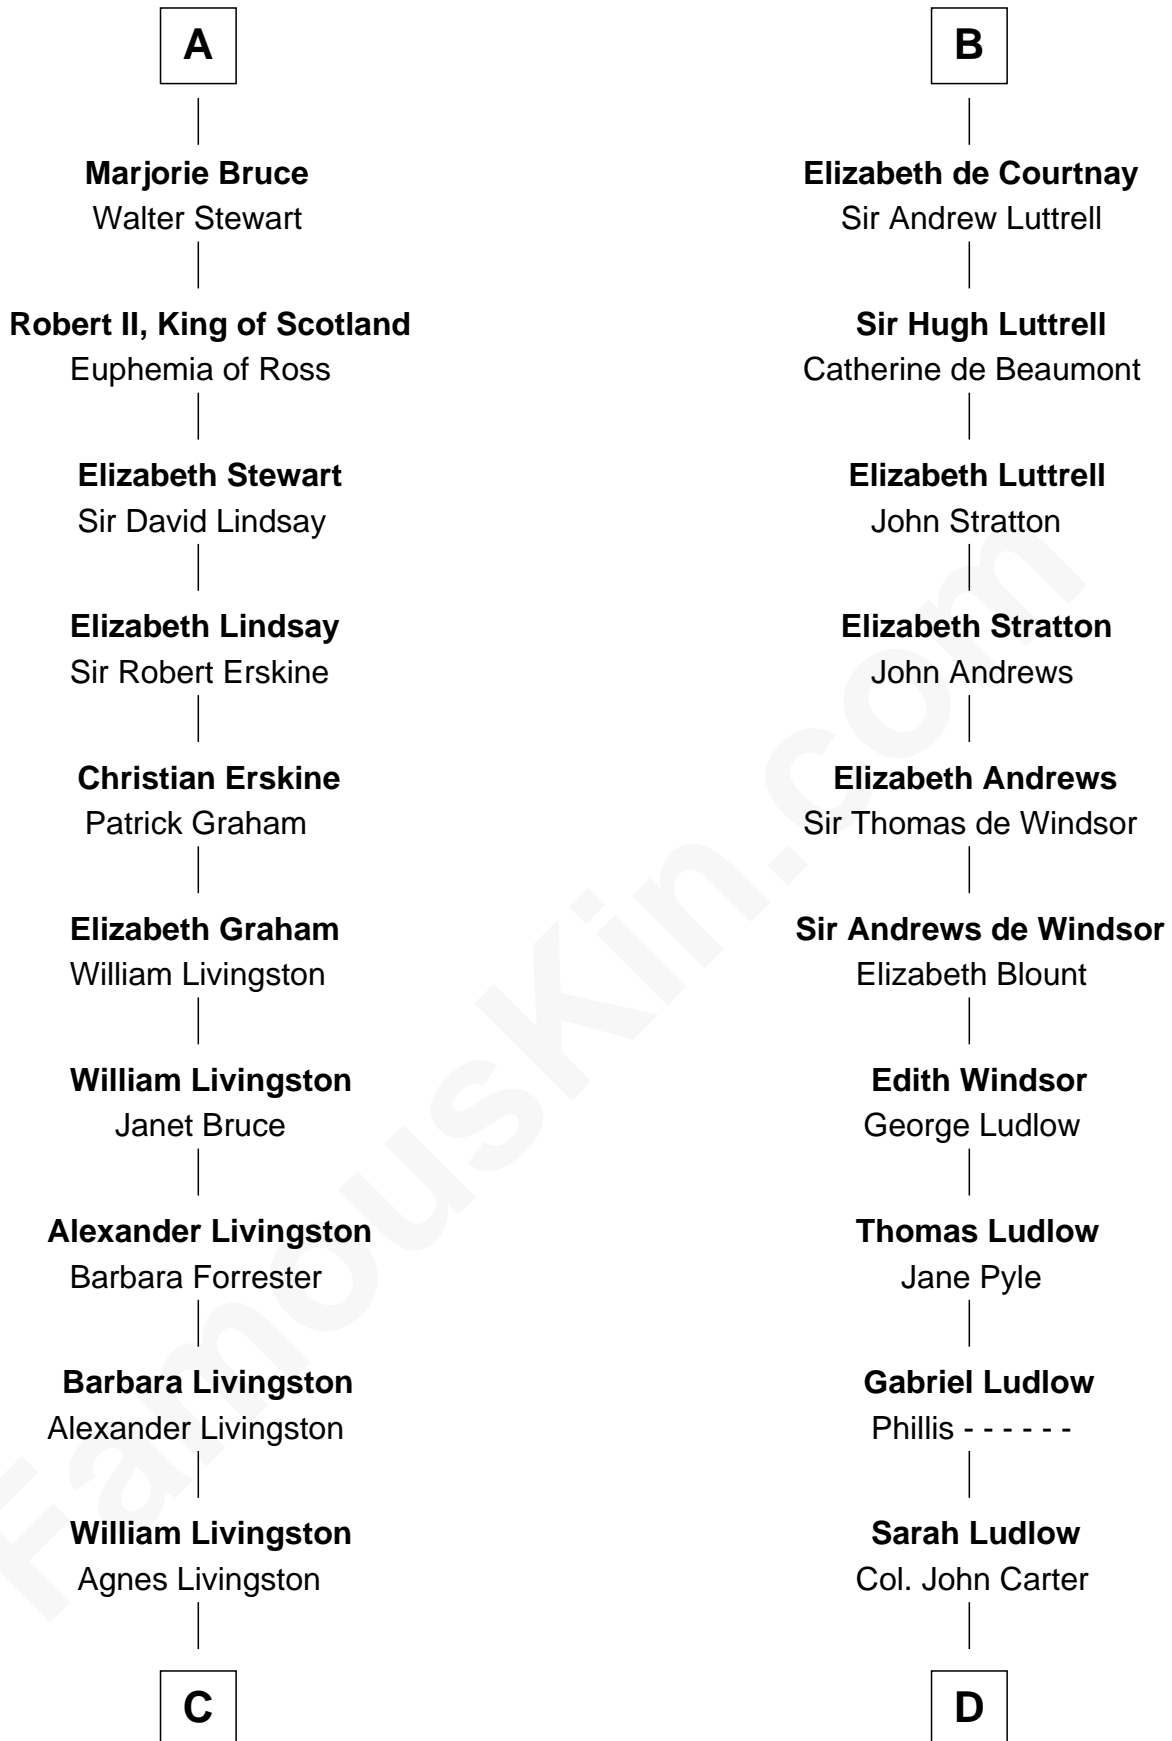 A
Marjorie Bruce
Walter Stewart
Robert II, King of Scotland
Euphemia of Ross
Elizabeth Stewart
Sir David Lindsay
Elizabeth Lindsay
Sir Robert Erskine
Christian Erskine
Patrick Graham
Elizabeth Graham
William Livingston
William Livingston
Janet Bruce
Alexander Livingston
Barbara Forrester
Barbara Livingston
Alexander Livingston
William Livingston
Agnes Livingston
C
B
Elizabeth de Courtnay
Sir Andrew Luttrell
Sir Hugh Luttrell
Catherine de Beaumont
Elizabeth Luttrell
John Stratton
Elizabeth Stratton
John Andrews
Elizabeth Andrews
Sir Thomas de Windsor
Sir Andrews de Windsor
Elizabeth Blount
Edith Windsor
George Ludlow
Thomas Ludlow
Jane Pyle
Gabriel Ludlow
Phillis - - - - - -
Sarah Ludlow
Col. John Carter
D
FamousKin.com